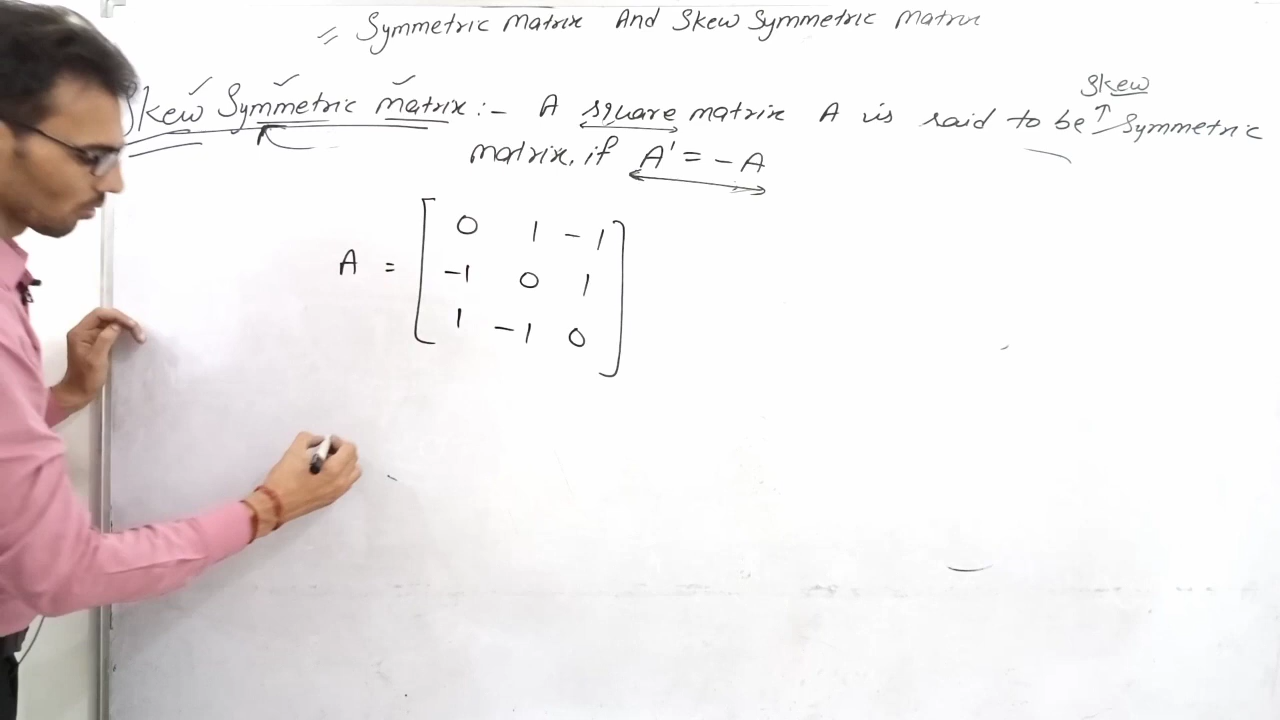 = Symmetric Matrix And Skew Symmetric Matrix
Skew
Skew Symmetric Matrix :- A square matrix A is said to be ↑ Symmetric
matrix, if A' = - A
A = [ 0 1 -1
-1 0 1
1 -1 0 ]